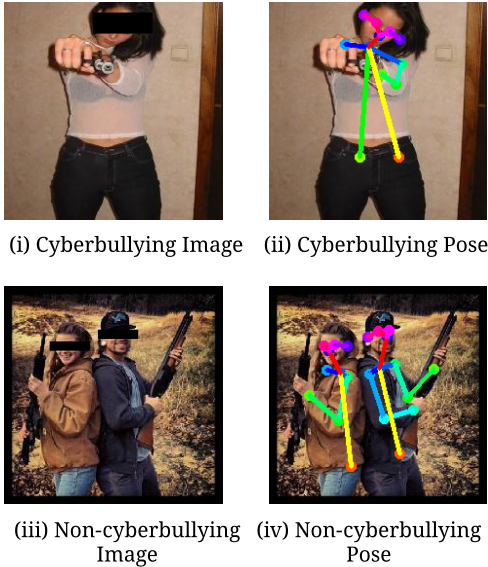 (i) Cyberbullying Image
(ii) Cyberbullying Pose
(iii) Non-cyberbullying
Image
(iv) Non-cyberbullying
Pose